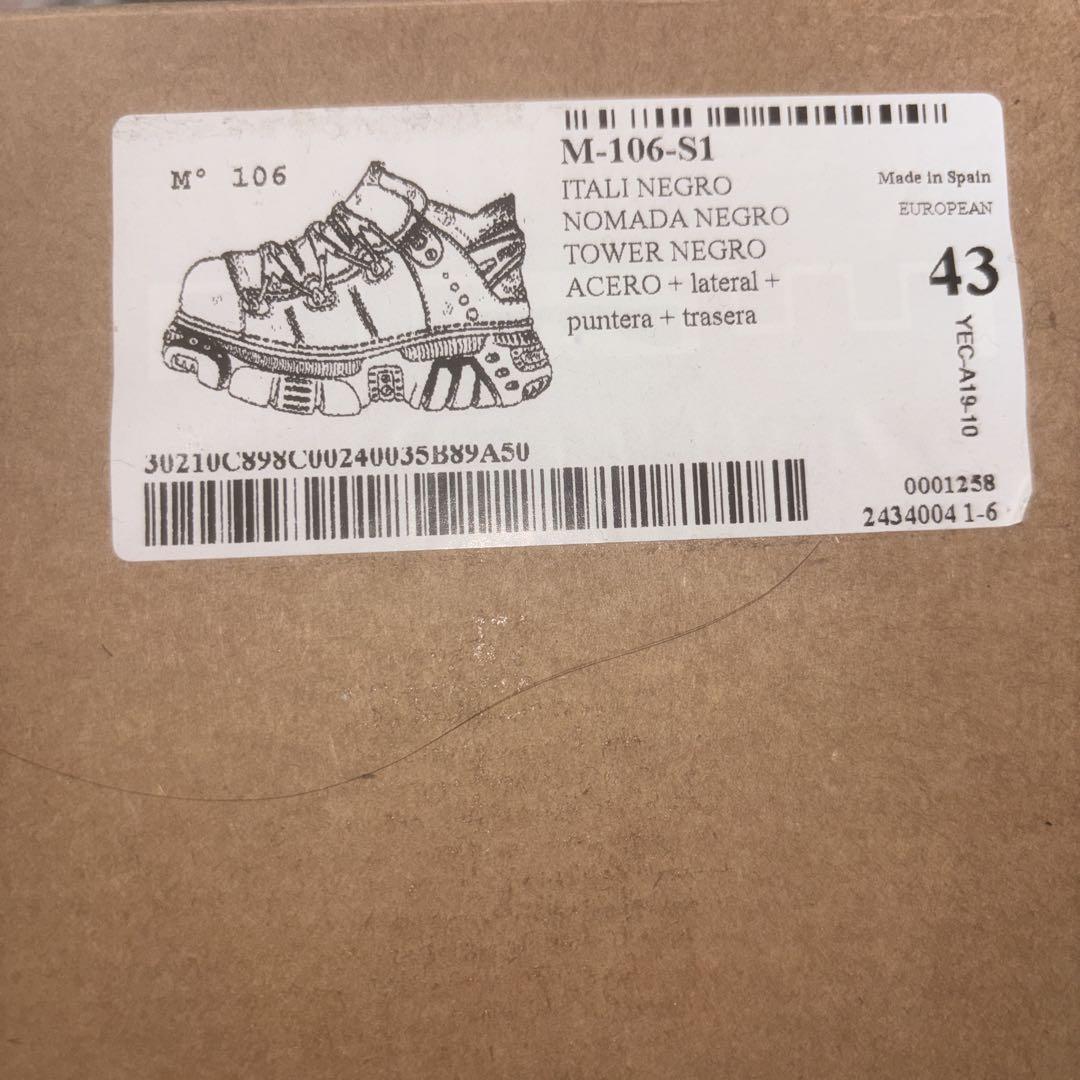 M° 106
M-106-S1
ITALI NEGRO
NOMADA NEGRO
TOWER NEGRO
ACERO + lateral +
puntera + trasera
Made in Spain
EUROPEAN
43
YEC-A19-10
30210C898C00240035B89A50
0001258
2434004 1-6